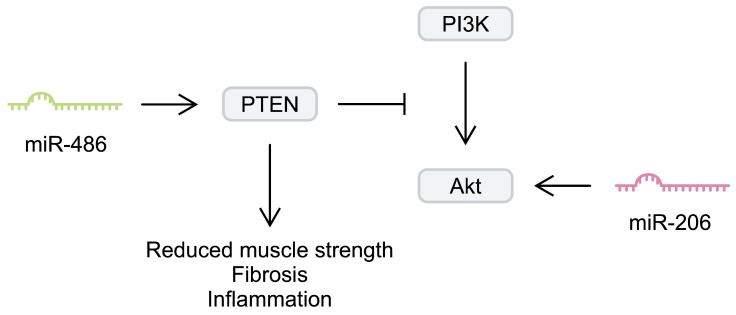 PI3K
PTEN
miR-486
Akt
miR-206
Reduced muscle strength
Fibrosis
Inflammation